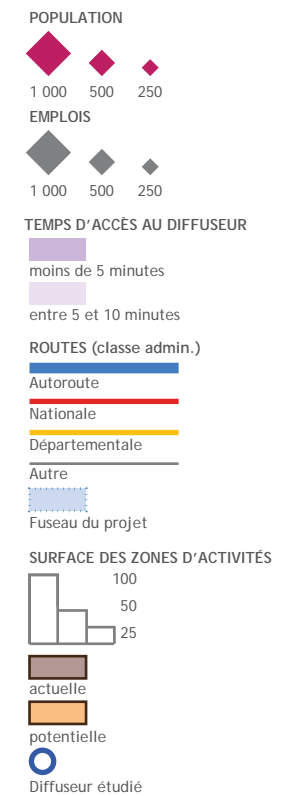 POPULATION
1 000 500 250
EMPLOIS
1 000 500 250
TEMPS D'ACCÈS AU DIFFUSEUR
moins de 5 minutes
entre 5 et 10 minutes
ROUTES (classe admin.)
Autoroute
Nationale
Départementale
Autre
Fuseau du projet
SURFACE DES ZONES D'ACTIVITÉS
100
50
25
actuelle
potentielle
Diffuseur étudié